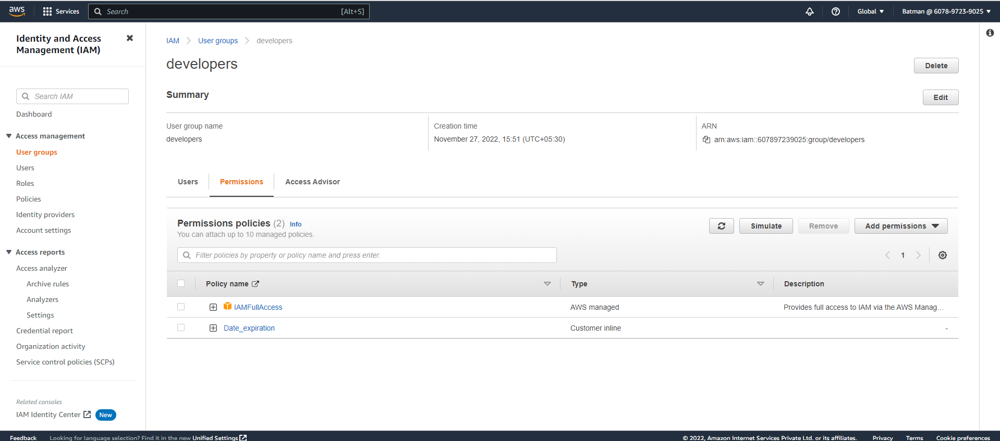 aws
Services
Search
[Alt+S]
Global
Batman @ 6078-9723-9025
Identity and Access
Management (IAM)
Search IAM
Dashboard
Access management
User groups
Users
Roles
Policies
Identity providers
Account settings
Access reports
Access analyzer
Archive rules
Analyzers
Settings
Credential report
Organization activity
Service control policies (SCPs)
Related consoles
IAM Identity Center New
IAM User groups developers
developers
Delete
Summary
Edit
User group name
developers
Creation time
November 27, 2022, 15:51 (UTC+05:30)
ARN
arn:aws:iam::607897239025:group/developers
Users Permissions Access Advisor
Permissions policies (2) Info
You can attach up to 10 managed policies.
Simulate Remove Add permissions
Filter policies by property or policy name and press enter.
1
Policy name Type Description
IAMFullAccess AWS managed Provides full access to IAM via the AWS Manag…
Date_expiration Customer inline -
Feedback Looking for language selection? Find it in the new Unified Settings
© 2022, Amazon Internet Services Private Ltd. or its affiliates. Privacy Terms Cookie preferences